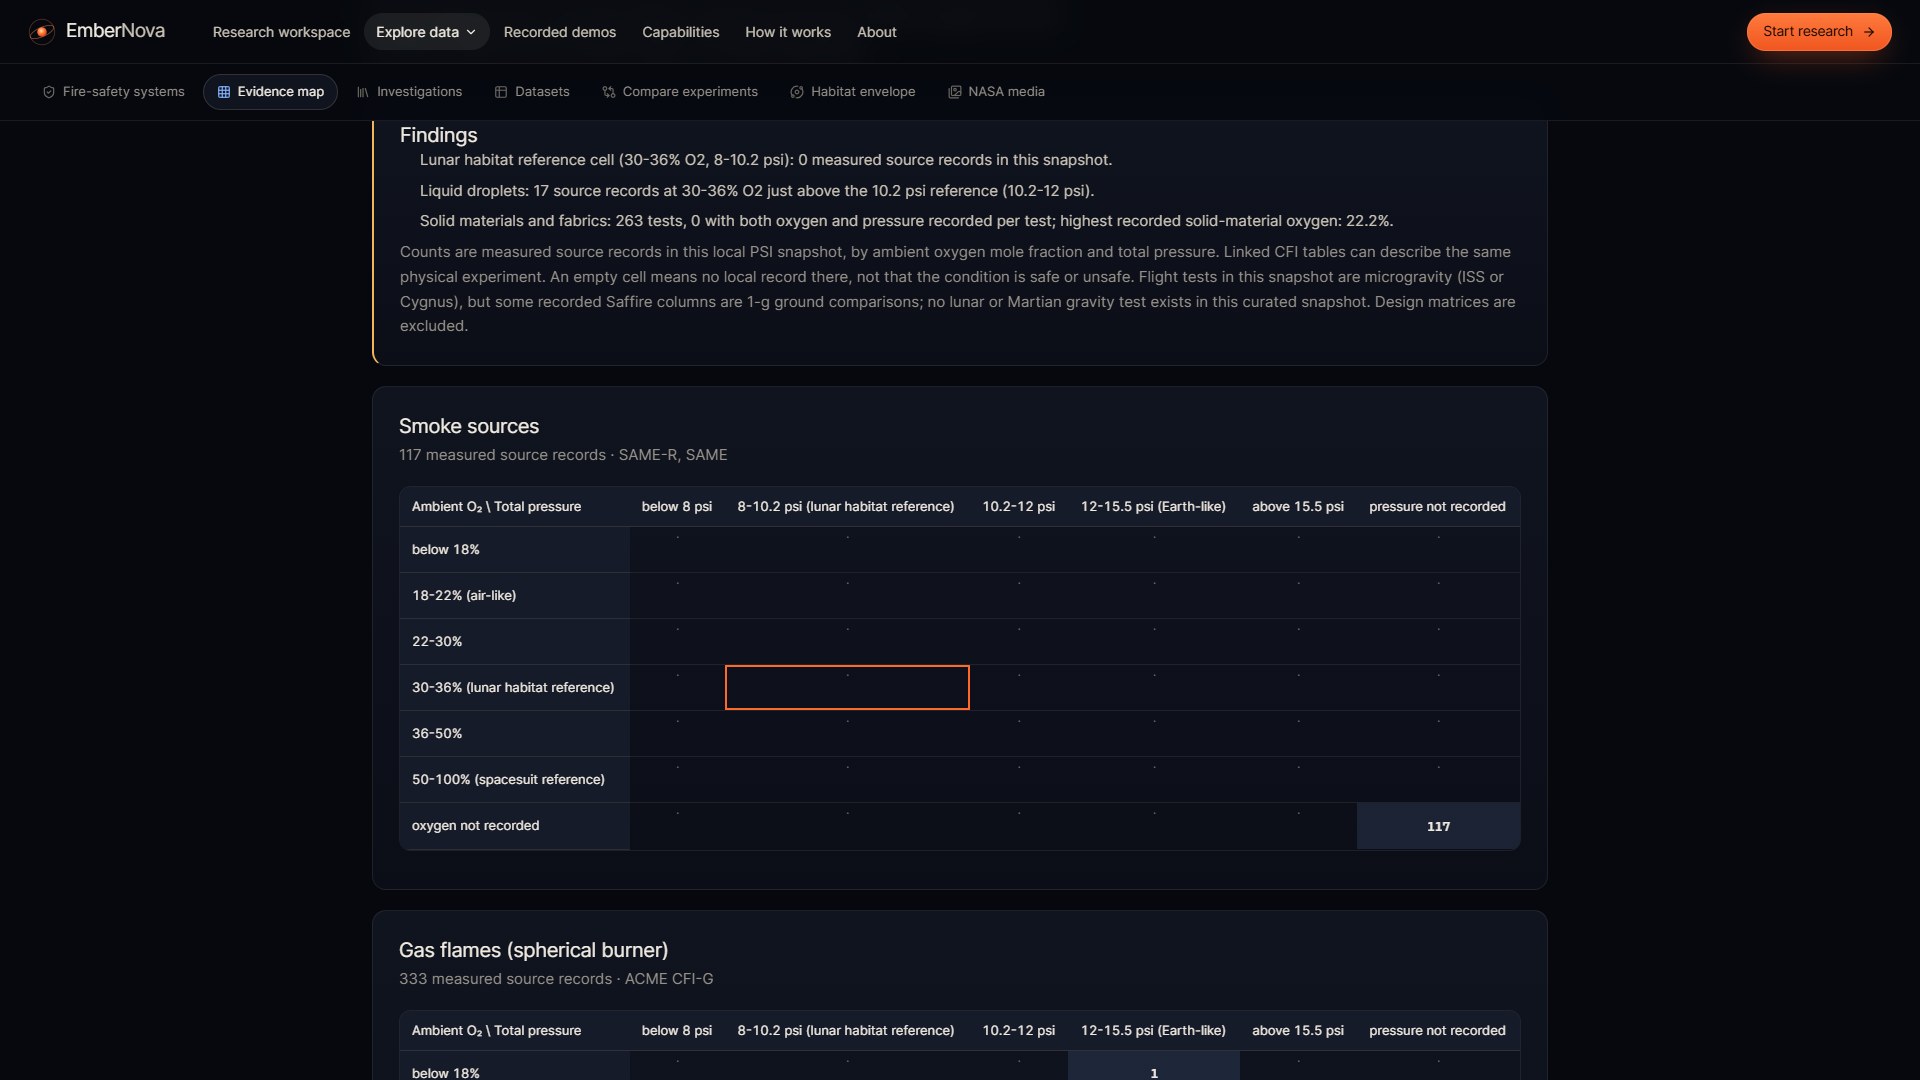 EmberNova
Research workspace
Explore data
Recorded demos
Capabilities
How it works
About
Start research
Fire-safety systems
Evidence map
Investigations
Datasets
Compare experiments
Habitat envelope
NASA media
Findings
Lunar habitat reference cell (30-36% O2, 8-10.2 psi): 0 measured source records in this snapshot.
Liquid droplets: 17 source records at 30-36% O2 just above the 10.2 psi reference (10.2-12 psi).
Solid materials and fabrics: 263 tests, 0 with both oxygen and pressure recorded per test; highest recorded solid-material oxygen: 22.2%.
Counts are measured source records in this local PSI snapshot, by ambient oxygen mole fraction and total pressure. Linked CFI tables can describe the same
physical experiment. An empty cell means no local record there, not that the condition is safe or unsafe. Flight tests in this snapshot are microgravity (ISS or
Cygnus), but some recorded Saffire columns are 1-g ground comparisons; no lunar or Martian gravity test exists in this curated snapshot. Design matrices are
excluded.
Smoke sources
117 measured source records · SAME-R, SAME
Ambient O₂ \ Total pressure below 8 psi 8-10.2 psi (lunar habitat reference) 10.2-12 psi 12-15.5 psi (Earth-like) above 15.5 psi pressure not recorded
below 18% · · · · · ·
18-22% (air-like) · · · · · ·
22-30% · · · · · ·
30-36% (lunar habitat reference) · · · · · ·
36-50% · · · · · ·
50-100% (spacesuit reference) · · · · · ·
oxygen not recorded · · · · · 117
Gas flames (spherical burner)
333 measured source records · ACME CFI-G
Ambient O₂ \ Total pressure below 8 psi 8-10.2 psi (lunar habitat reference) 10.2-12 psi 12-15.5 psi (Earth-like) above 15.5 psi pressure not recorded
below 18% · · · 1 · ·